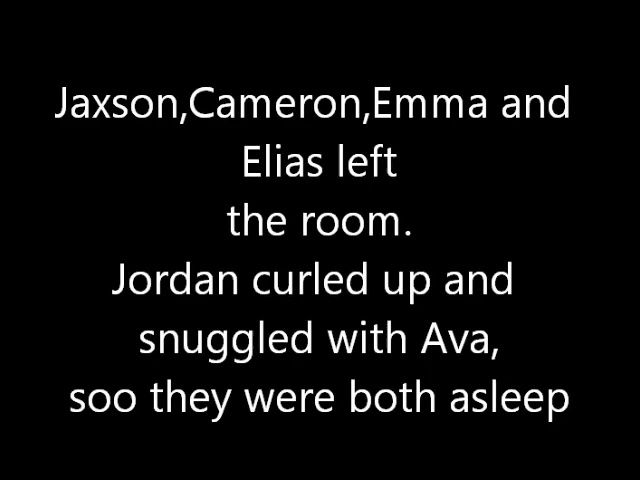 Jaxson,Cameron,Emma and
Elias left
the room.
Jordan curled up and
snuggled with Ava,
soo they were both asleep